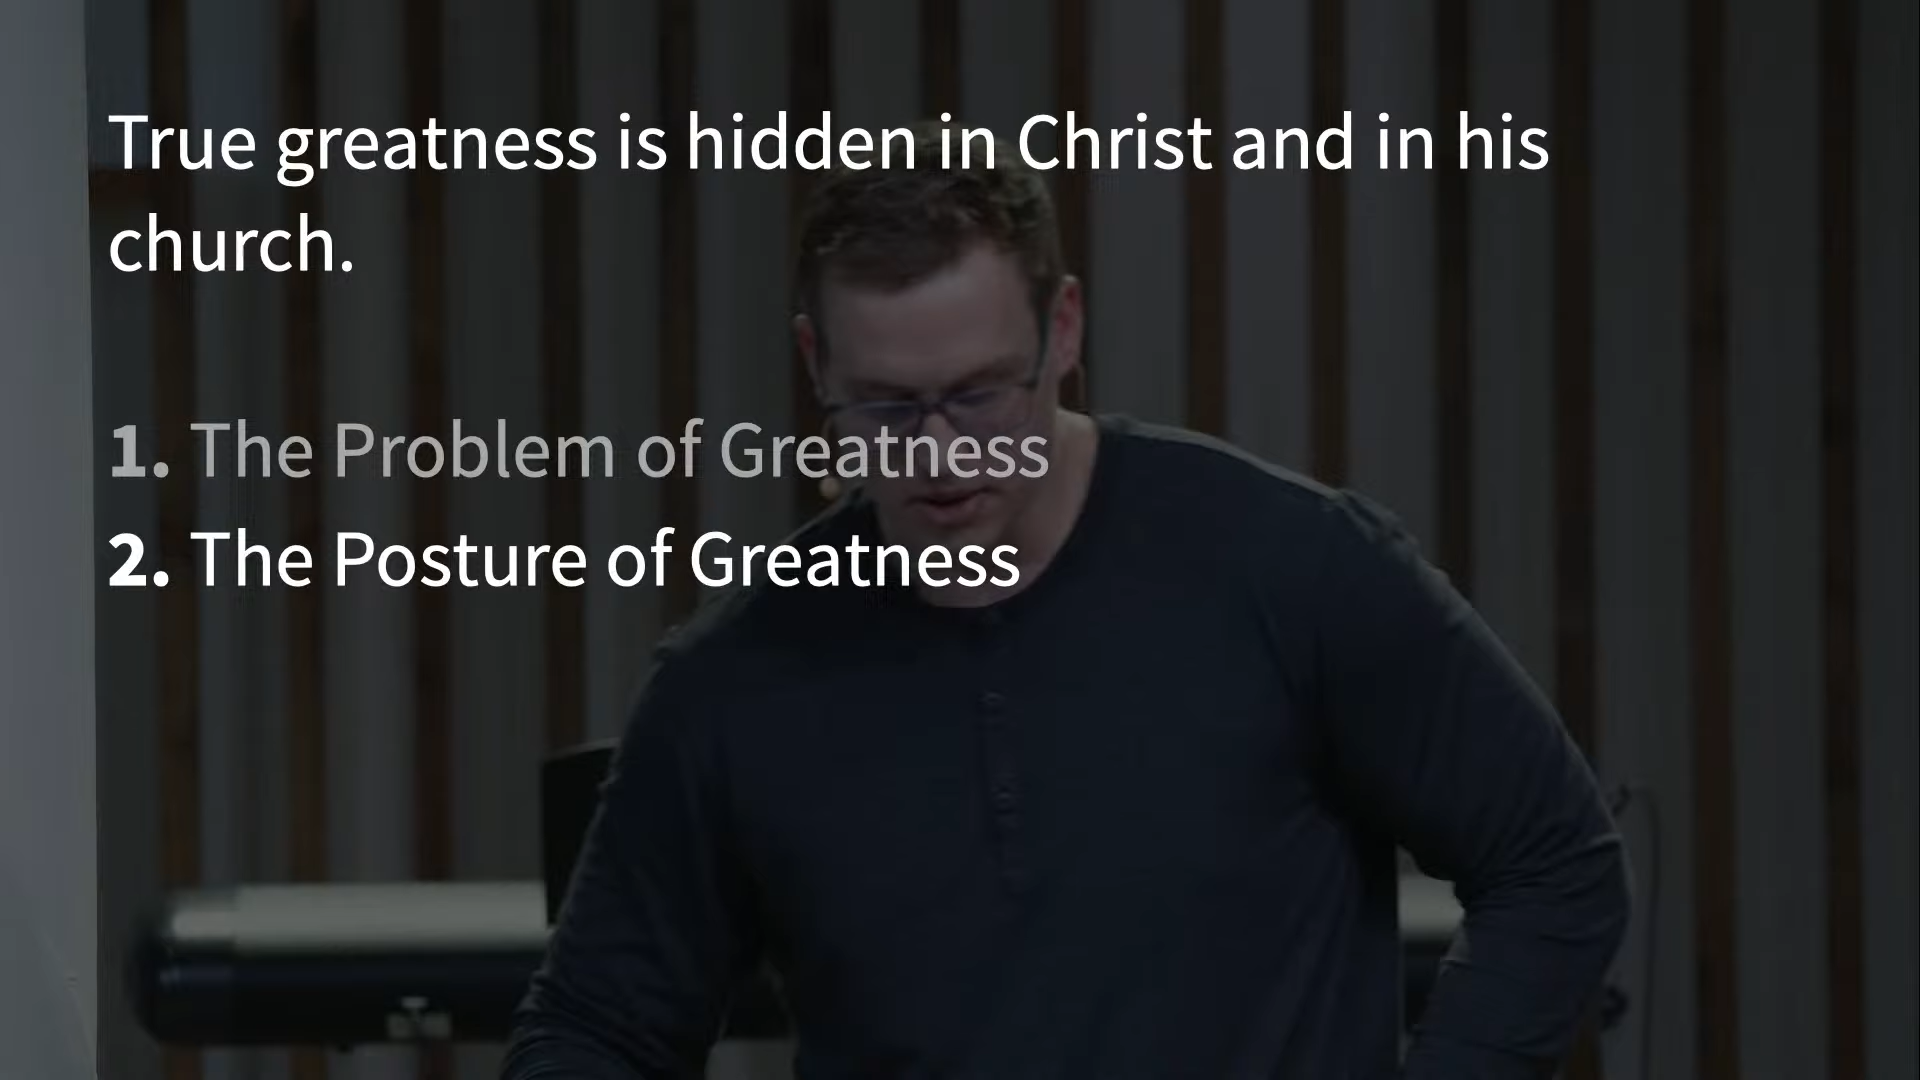 True greatness is hidden in Christ and in his
church.
1. The Problem of Greatness
2. The Posture of Greatness